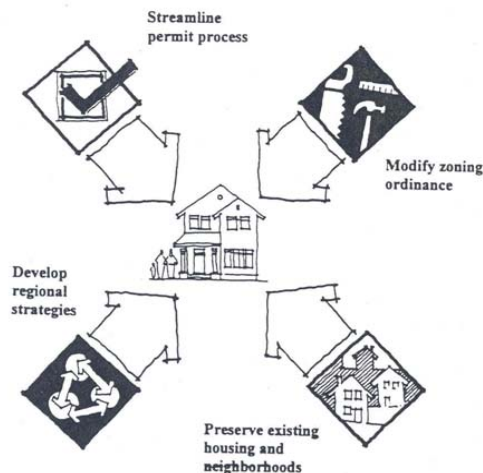 Streamline
permit process
Modify zoning
ordinance
Develop
regional
strategies
Preserve existing
housing and
neighborhoods